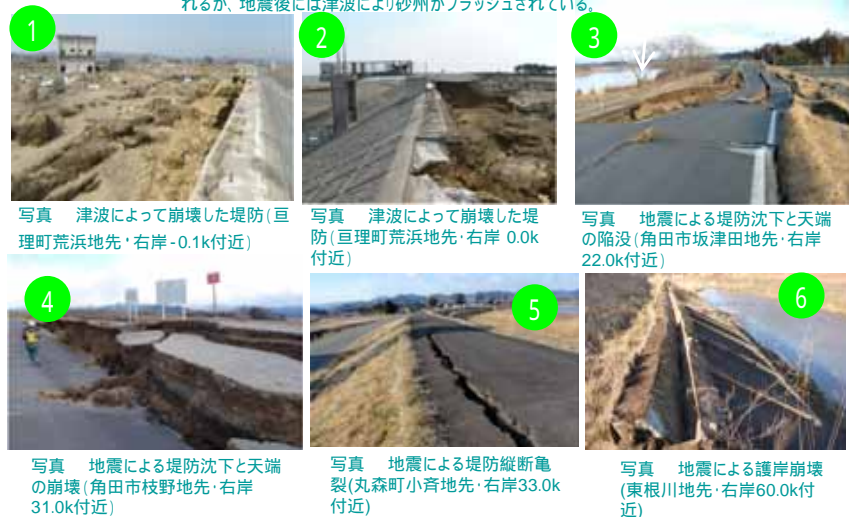 れるが、地震後には津波により砂州がフラッシュされている。
1
2
3
写真 津波によって崩壊した堤防(亘
理町荒浜地先・右岸-0.1k付近)
写真 津波によって崩壊した堤
防(亘理町荒浜地先・右岸 0.0k
付近)
写真 地震による堤防沈下と天端
の陥没(角田市坂津田地先・右岸
22.0k付近)
4
5
6
写真 地震による堤防沈下と天端
の崩壊(角田市枝野地先・右岸
31.0k付近)
写真 地震による堤防縦断亀
裂(丸森町小斉地先・右岸33.0k
付近)
写真 地震による護岸崩壊
(東根川地先・右岸60.0k付
近)